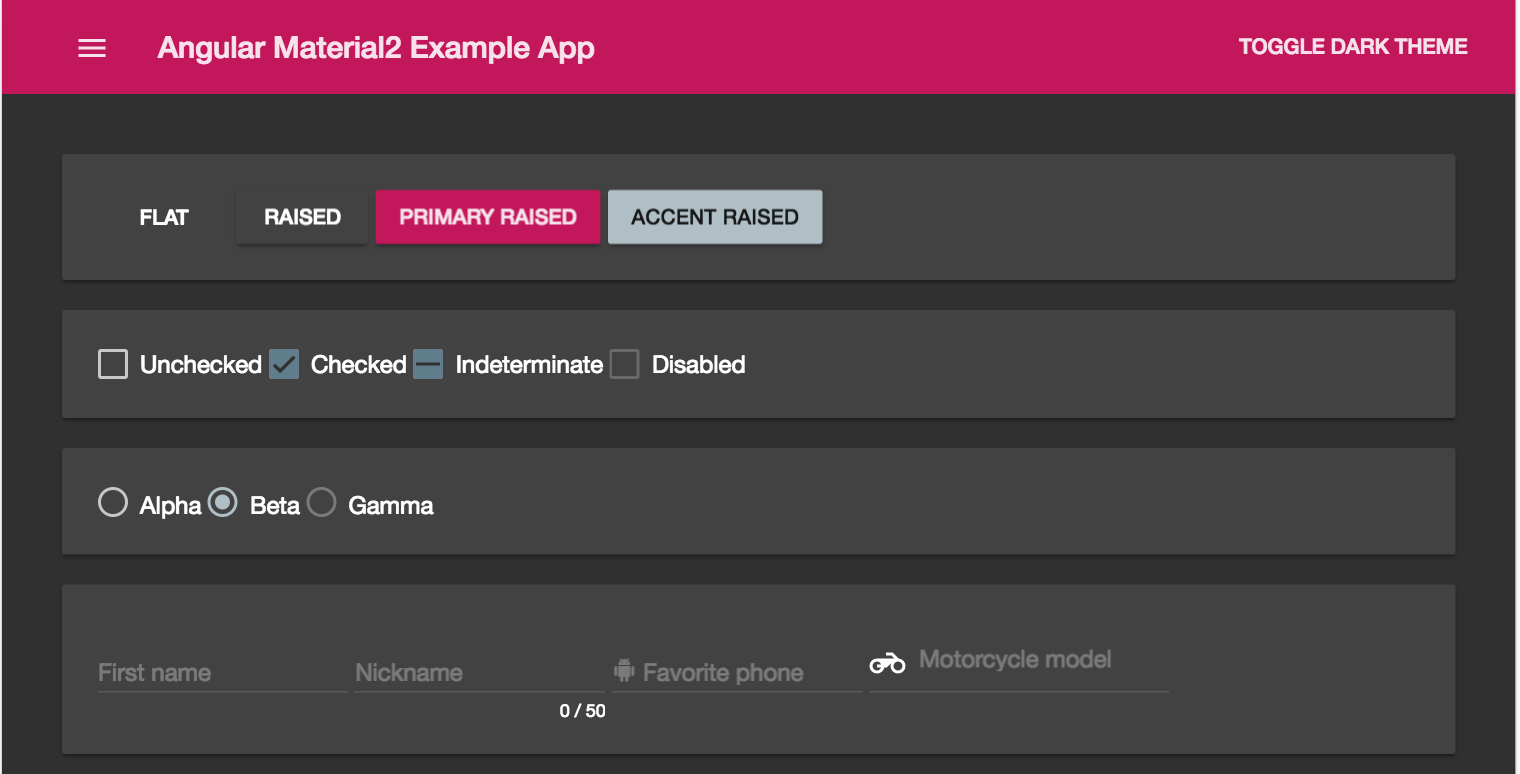 Angular Material2 Example App TOGGLE DARK THEME
FLAT RAISED PRIMARY RAISED ACCENT RAISED
Unchecked Checked Indeterminate Disabled
Alpha Beta Gamma
First name Nickname Favorite phone Motorcycle model
0 / 50